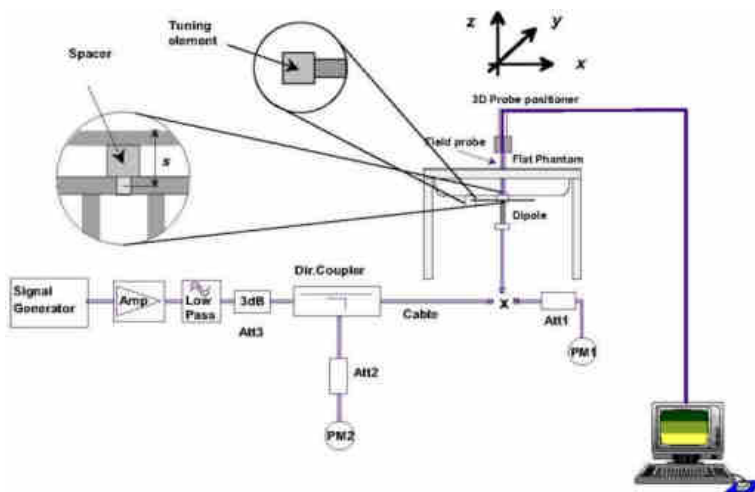 Tuning
element
Spacer
s
z
y
x
3D Probe positioner
Field probe
Flat Phantom
Dipole
Signal
Generator
Amp
Low
Pass
3dB
Att3
Dir.Coupler
Cable
x
Att1
PM1
Att2
PM2